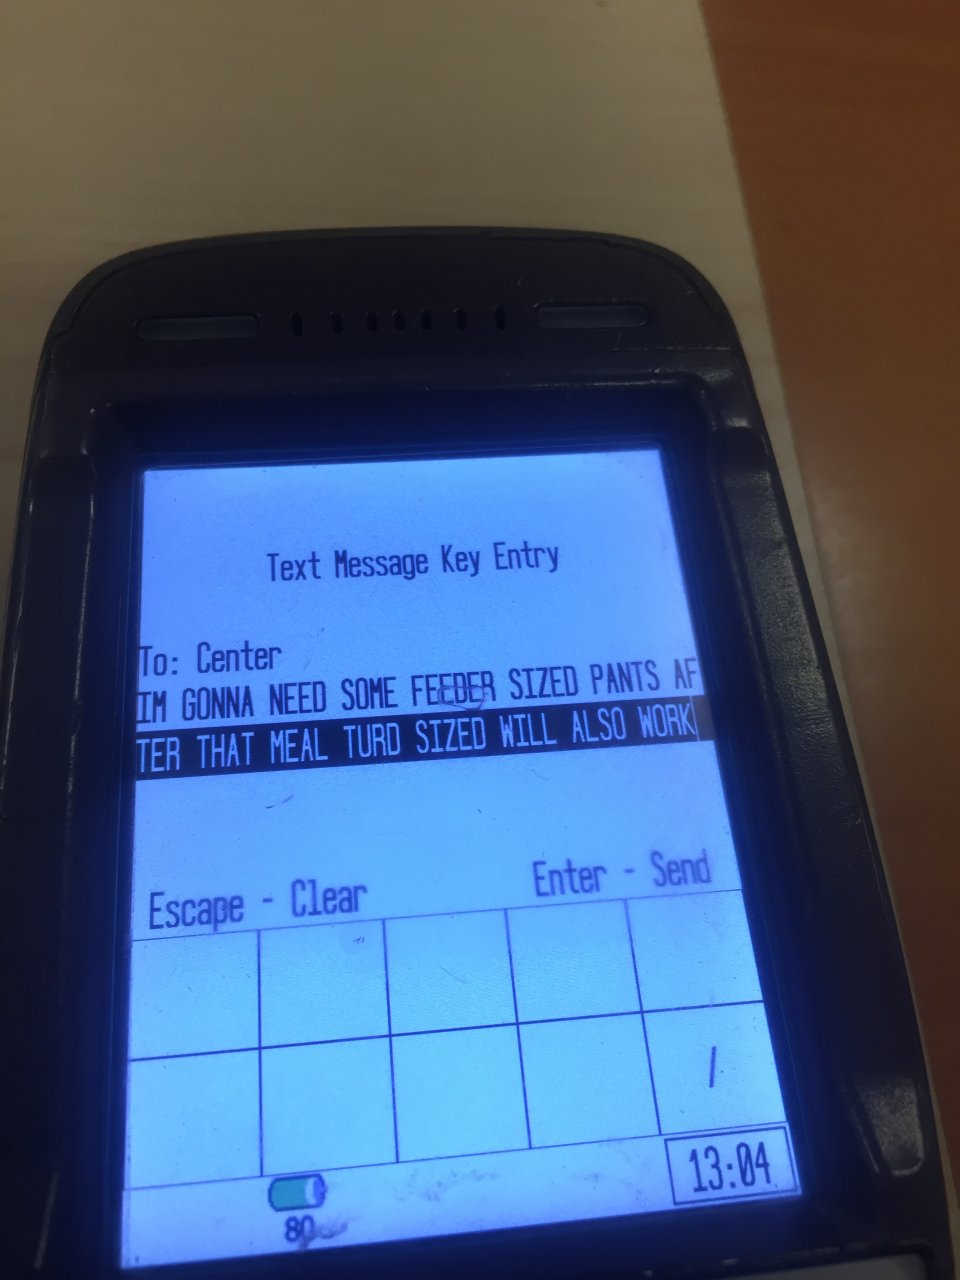 Text Message Key Entry
To: Center
IM GONNA NEED SOME FEEDER SIZED PANTS AF
TER THAT MEAL TURD SIZED WILL ALSO WORK
Escape - Clear Enter - Send
/
80
13:04